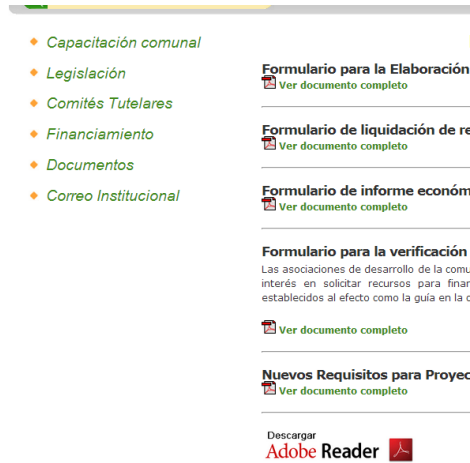 Capacitación comunal
Legislación
Comités Tutelares
Financiamiento
Documentos
Correo Institucional
Formulario para la Elaboración
Ver documento completo
Formulario de liquidación de re
Ver documento completo
Formulario de informe económ
Ver documento completo
Formulario para la verificación
Las asociaciones de desarrollo de la comu
interés en solicitar recursos para finar
establecidos al efecto como la guía en la c
Ver documento completo
Nuevos Requisitos para Proyec
Ver documento completo
Descargar
Adobe Reader